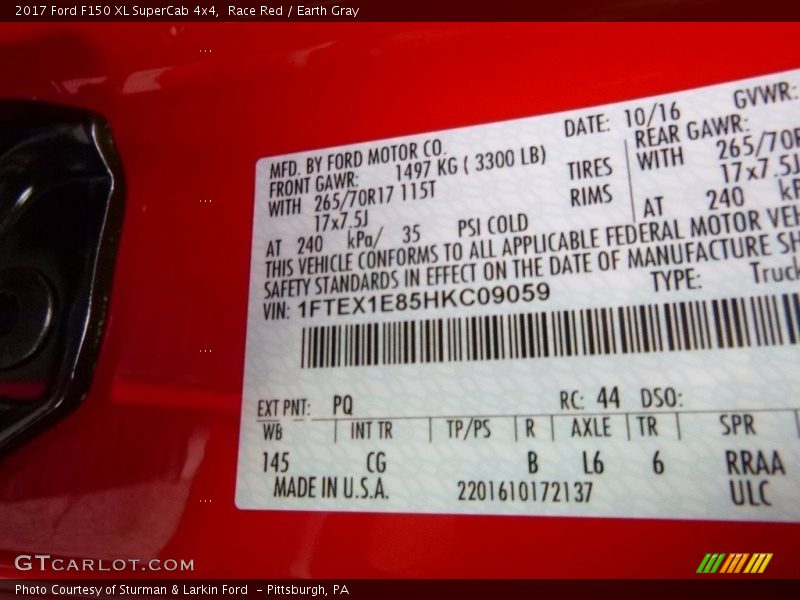 2017 Ford F150 XL SuperCab 4x4, Race Red / Earth Gray
MFD. BY FORD MOTOR CO. DATE: 10/16 GVWR:
FRONT GAWR: 1497 KG ( 3300 LB) REAR GAWR:
WITH 265/70R17 115T TIRES WITH 265/70R
17x7.5J RIMS 17x7.5J
AT 240 kPa/ 35 PSI COLD AT 240
THIS VEHICLE CONFORMS TO ALL APPLICABLE FEDERAL MOTOR
SAFETY STANDARDS IN EFFECT ON THE DATE OF MANUFACTURE
VIN: 1FTEX1E85HKC09059 TYPE: Truck
EXT PNT: PQ RC: 44 DSO:
WB INT TR TP/PS R AXLE TR SPR
145 CG B L6 6 RRAA
MADE IN U.S.A. 2201610172137 ULC
GTCARLOT.COM
Photo Courtesy of Sturman & Larkin Ford - Pittsburgh, PA